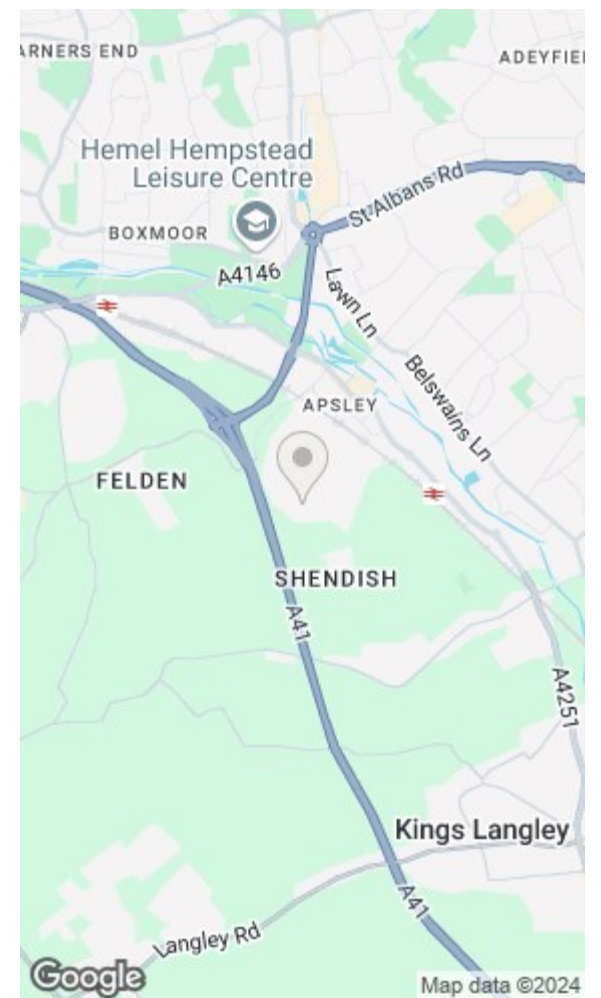 ARNERS END
ADEYFIE
Hemel Hempstead
Leisure Centre
St Albans Rd
BOXMOOR
A4146
Lawn Ln
Belswains Ln
APSLEY
FELDEN
SHENDISH
A41
A4251
Kings Langley
A41
Langley Rd
Google
Map data ©2024